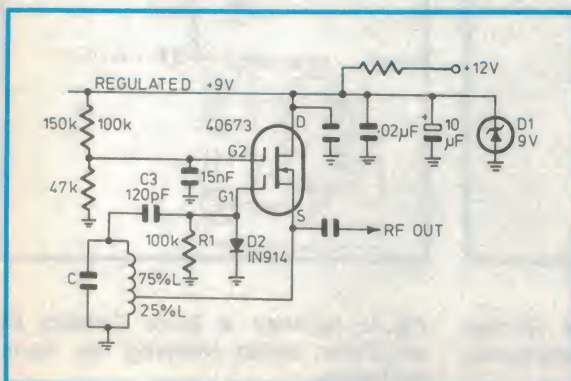 REGULATED +9V
+12V
150k
100k
40673
D
G2
.02µF
+
10
µF
D1
9V
47k
C3
120pF
15nF
G1
S
RF OUT
100k
R1
D2
IN914
C
75%L
25%L